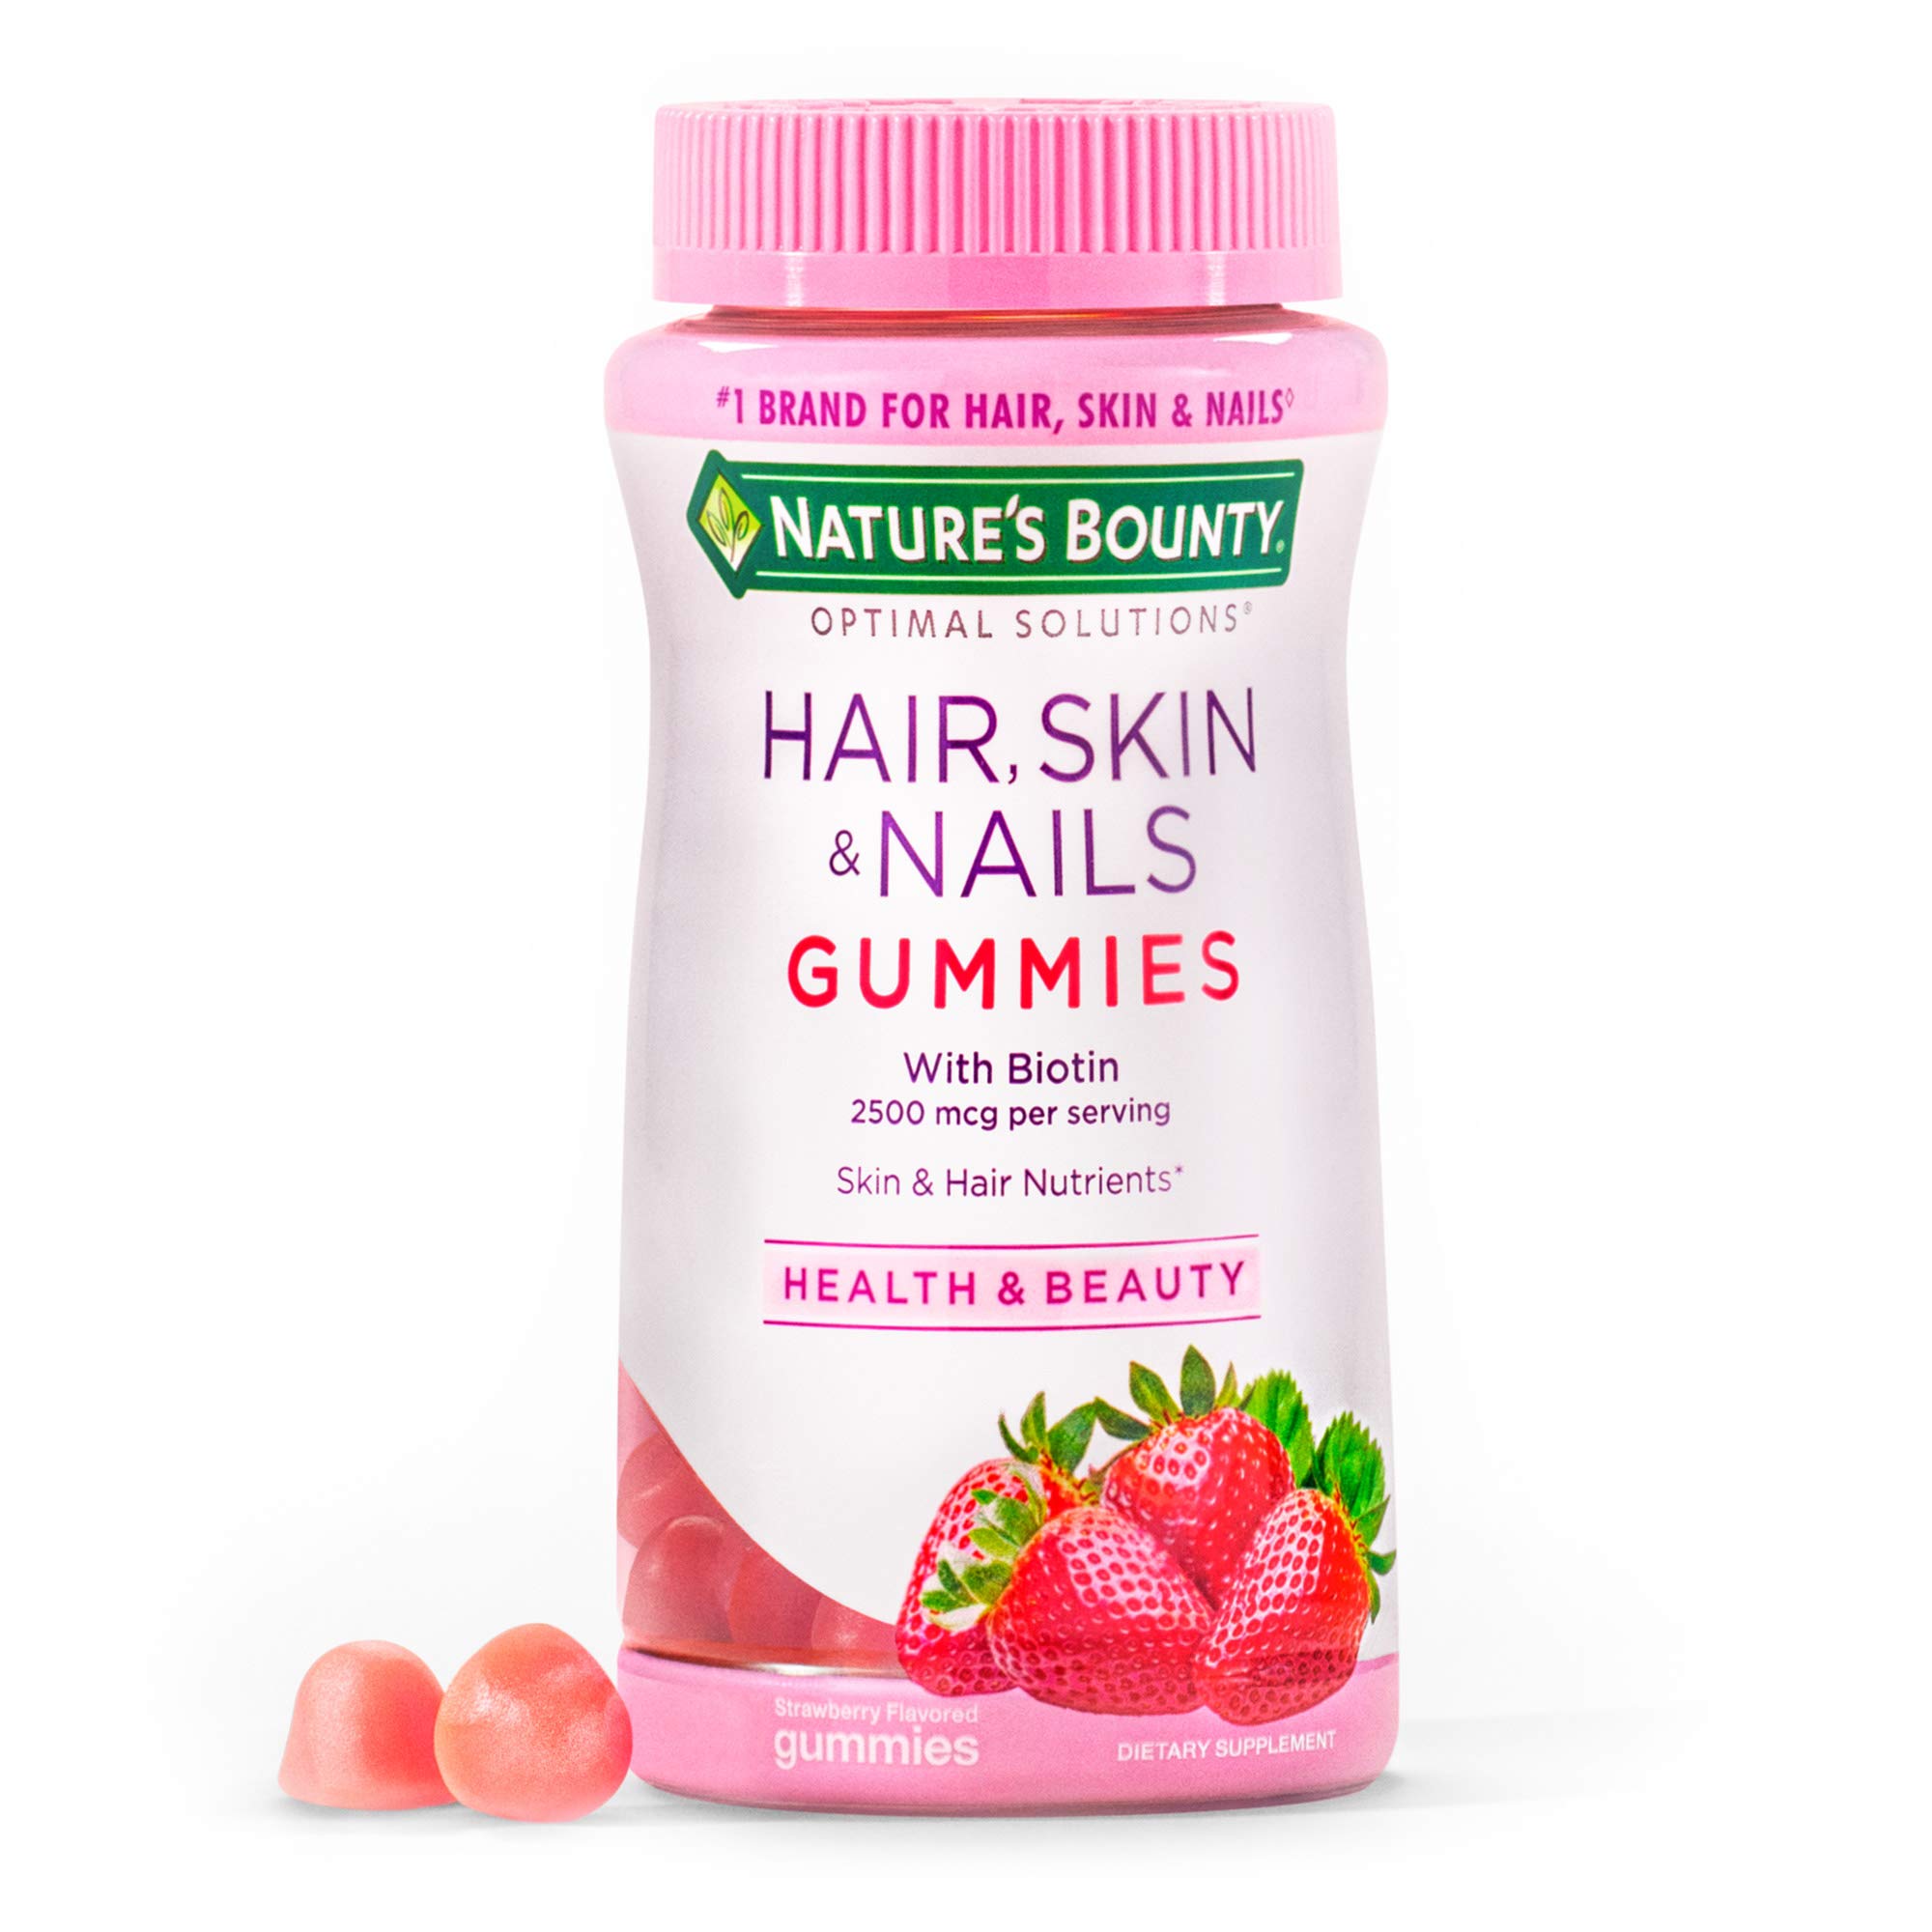 #1 BRAND FOR HAIR, SKIN & NAILS◊
NATURE'S BOUNTY®
OPTIMAL SOLUTIONS®
HAIR, SKIN
& NAILS
GUMMIES
With Biotin
2500 mcg per serving
Skin & Hair Nutrients*
HEALTH & BEAUTY
Strawberry Flavored
gummies
DIETARY SUPPLEMENT